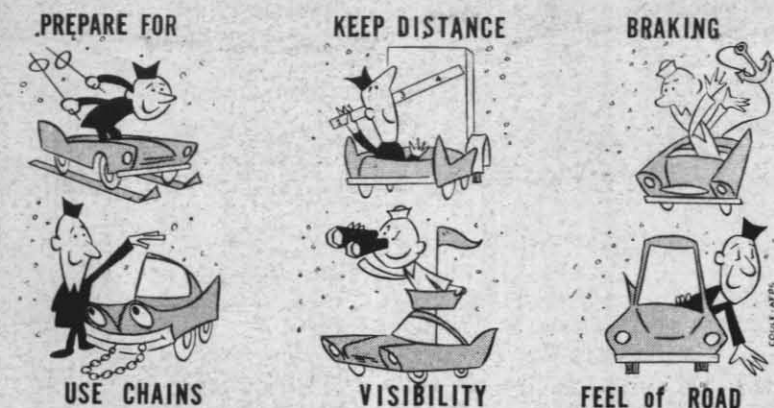 PREPARE FOR
KEEP DISTANCE
BRAKING
USE CHAINS
VISIBILITY
FEEL of ROAD